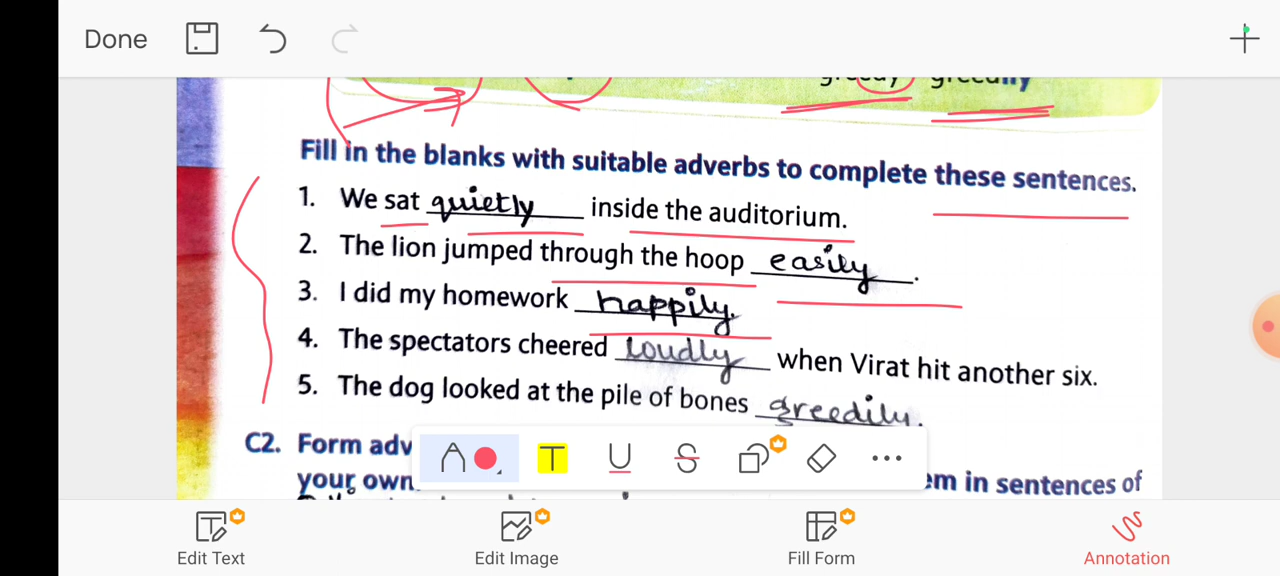 Done
greedy greedily
Fill in the blanks with suitable adverbs to complete these sentences.
1. We sat quietly inside the auditorium.
2. The lion jumped through the hoop easily.
3. I did my homework happily.
4. The spectators cheered loudly when Virat hit another six.
5. The dog looked at the pile of bones greedily.
C2. Form adv
your own em in sentences of
Edit Text Edit Image Fill Form Annotation